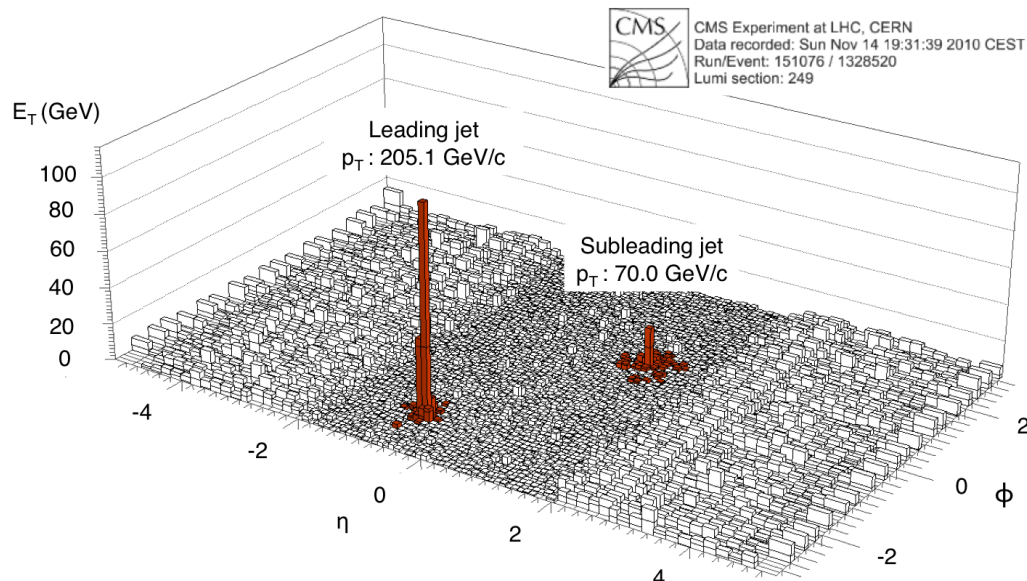 CMS
CMS Experiment at LHC, CERN
Data recorded: Sun Nov 14 19:31:39 2010 CEST
Run/Event: 151076 / 1328520
Lumi section: 249
E_T (GeV)
Leading jet
p_T : 205.1 GeV/c
Subleading jet
p_T : 70.0 GeV/c
100
80
60
40
20
0
-4
-2
0
2
4
η
2
0
-2
ϕ